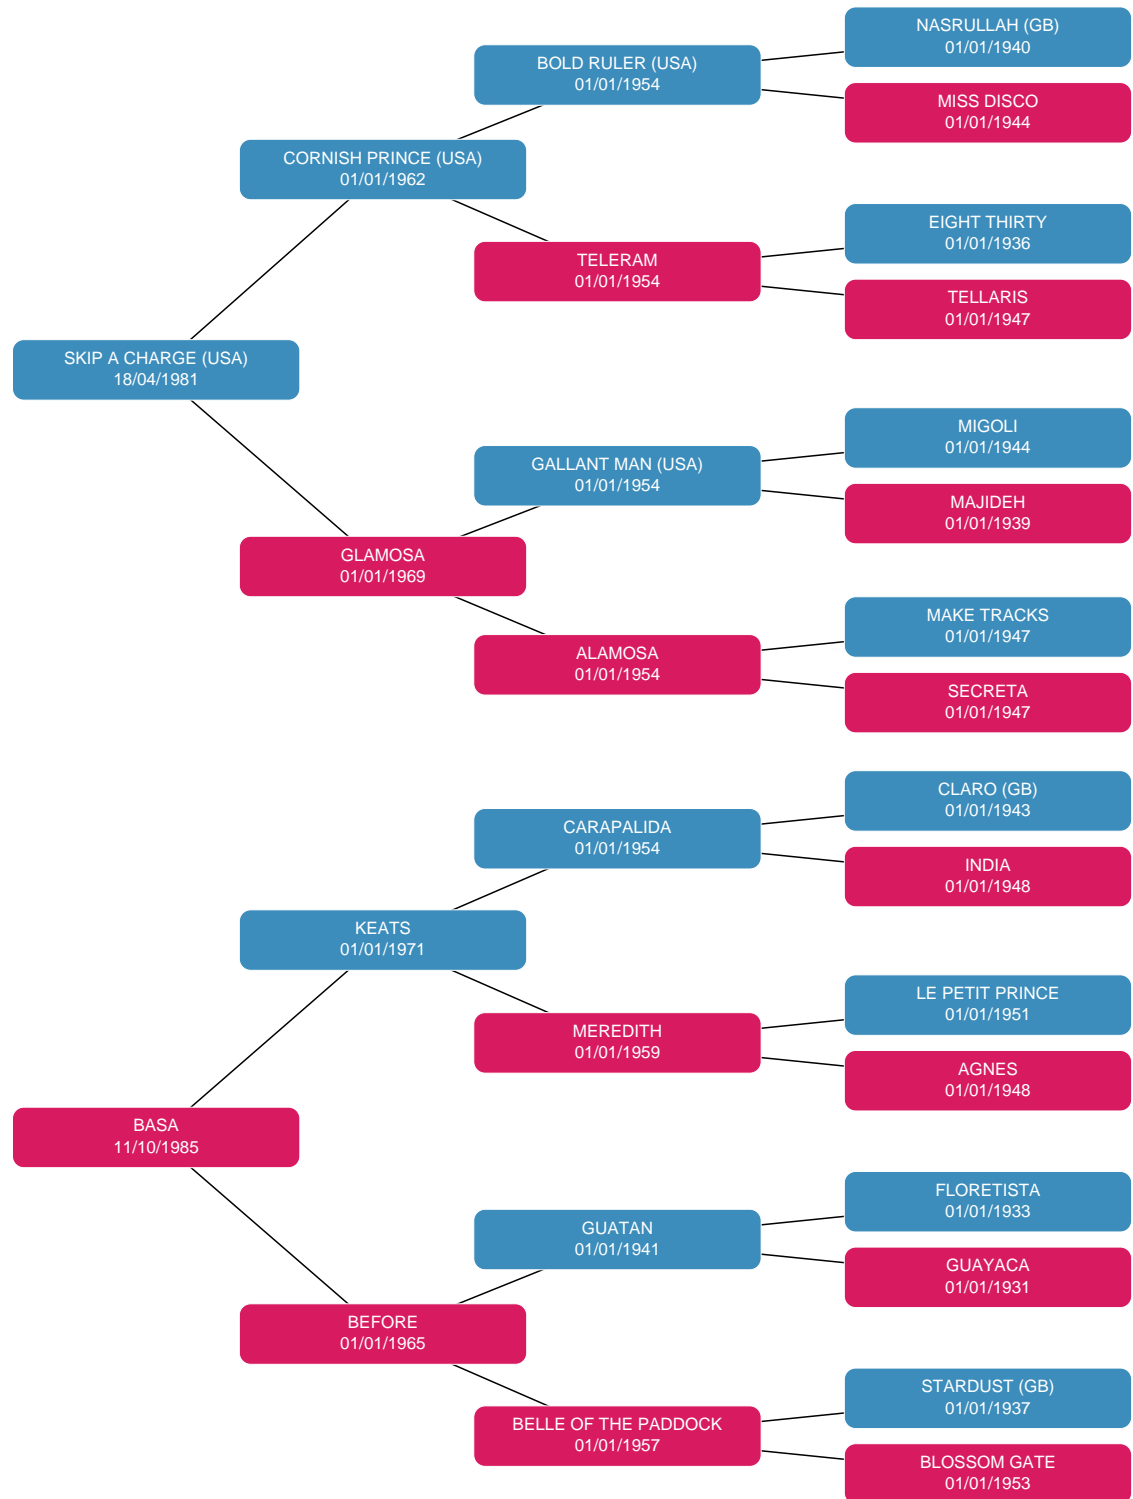 NASRULLAH (GB)
01/01/1940
BOLD RULER (USA)
01/01/1954
MISS DISCO
01/01/1944
CORNISH PRINCE (USA)
01/01/1962
EIGHT THIRTY
01/01/1936
TELERAM
01/01/1954
TELLARIS
01/01/1947
SKIP A CHARGE (USA)
18/04/1981
MIGOLI
01/01/1944
GALLANT MAN (USA)
01/01/1954
MAJIDEH
01/01/1939
GLAMOSA
01/01/1969
MAKE TRACKS
01/01/1947
ALAMOSA
01/01/1954
SECRETA
01/01/1947
CLARO (GB)
01/01/1943
CARAPALIDA
01/01/1954
INDIA
01/01/1948
KEATS
01/01/1971
LE PETIT PRINCE
01/01/1951
MEREDITH
01/01/1959
AGNES
01/01/1948
BASA
11/10/1985
FLORETISTA
01/01/1933
GUATAN
01/01/1941
GUAYACA
01/01/1931
BEFORE
01/01/1965
STARDUST (GB)
01/01/1937
BELLE OF THE PADDOCK
01/01/1957
BLOSSOM GATE
01/01/1953